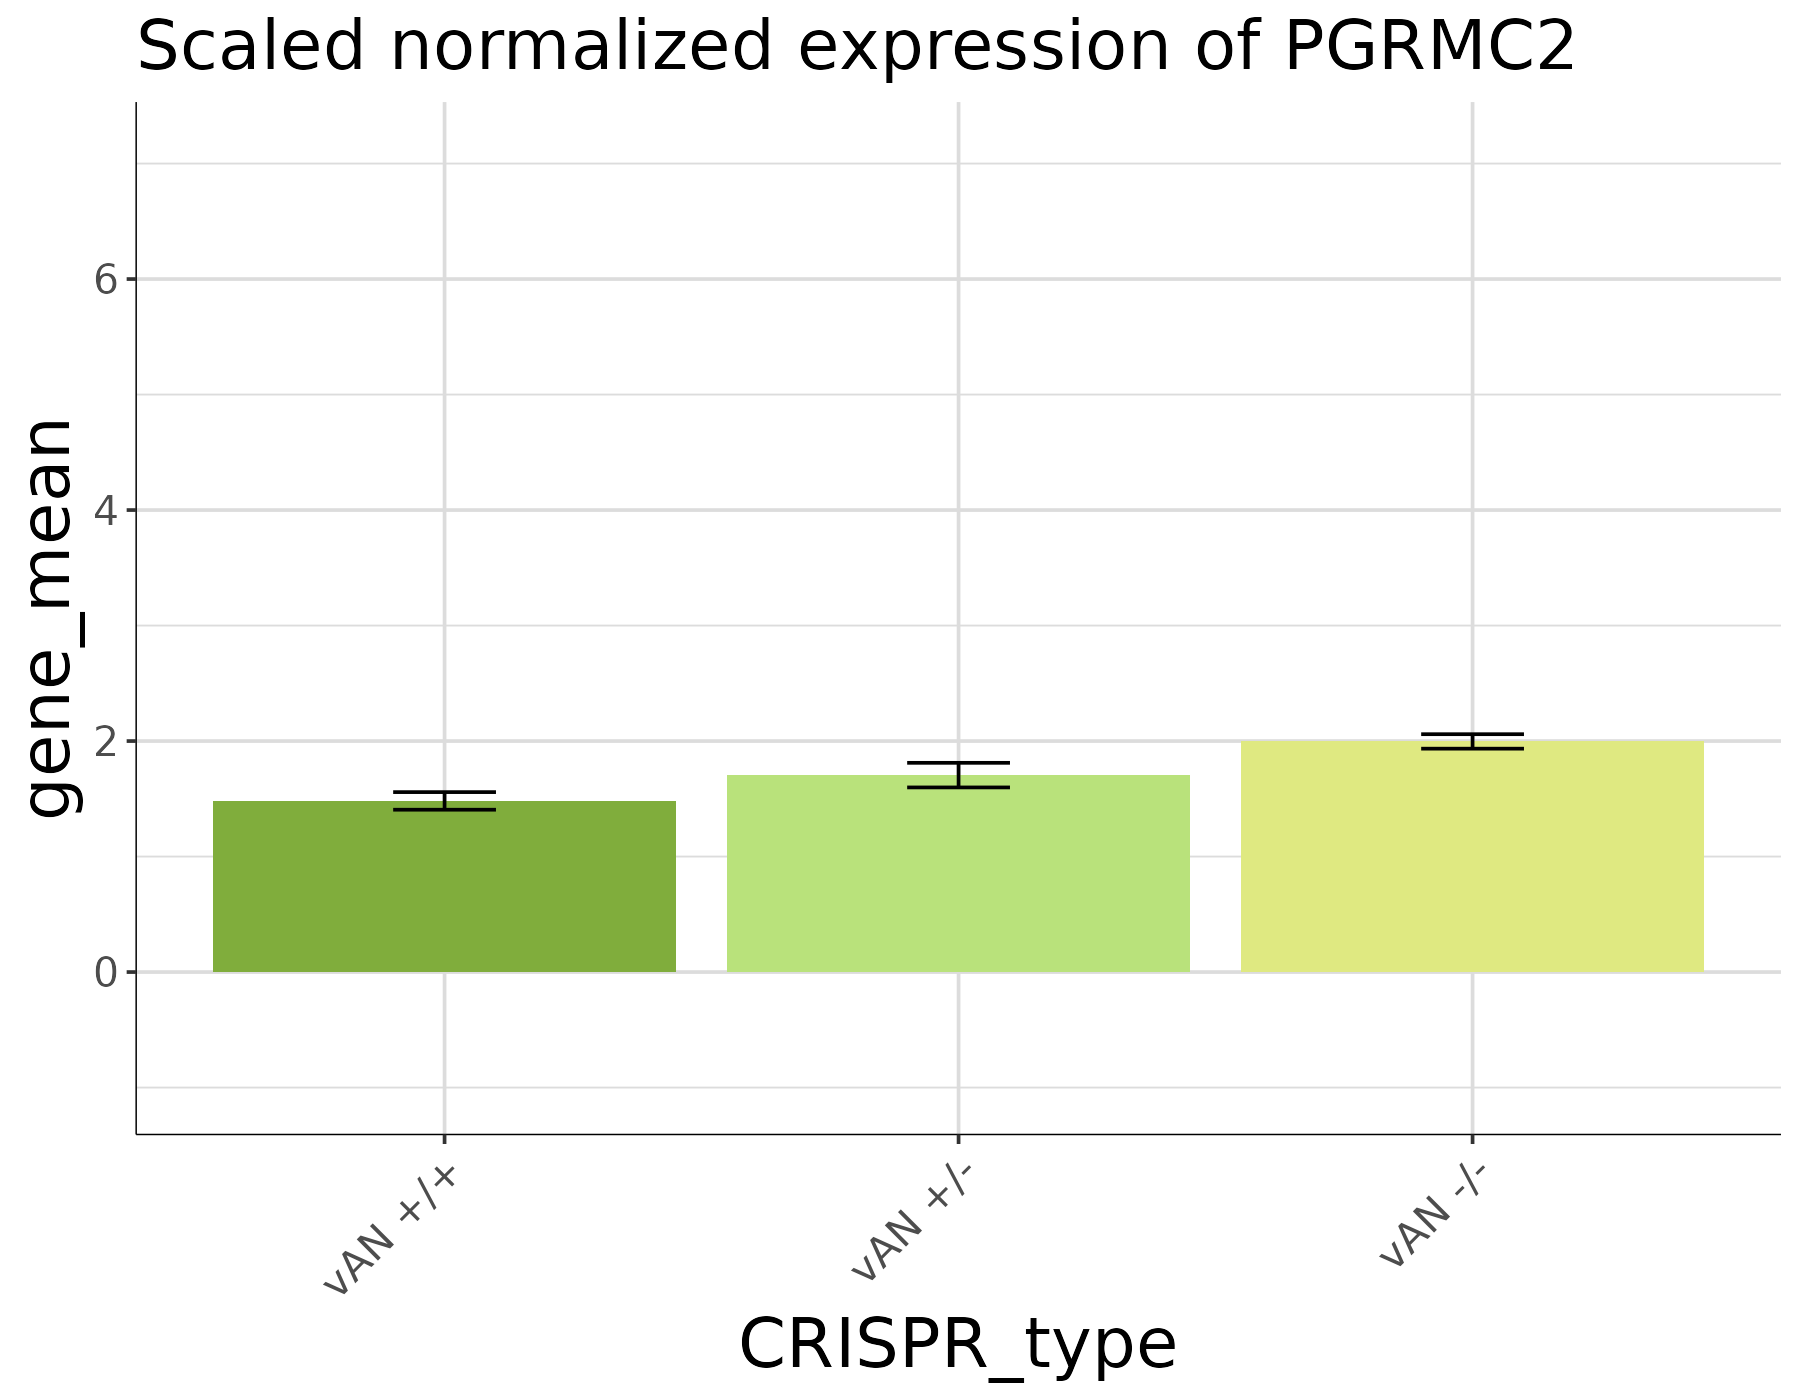 Scaled normalized expression of PGRMC2
gene_mean
6
4
2
0
vAN +/+
vAN +/-
vAN -/-
CRISPR_type